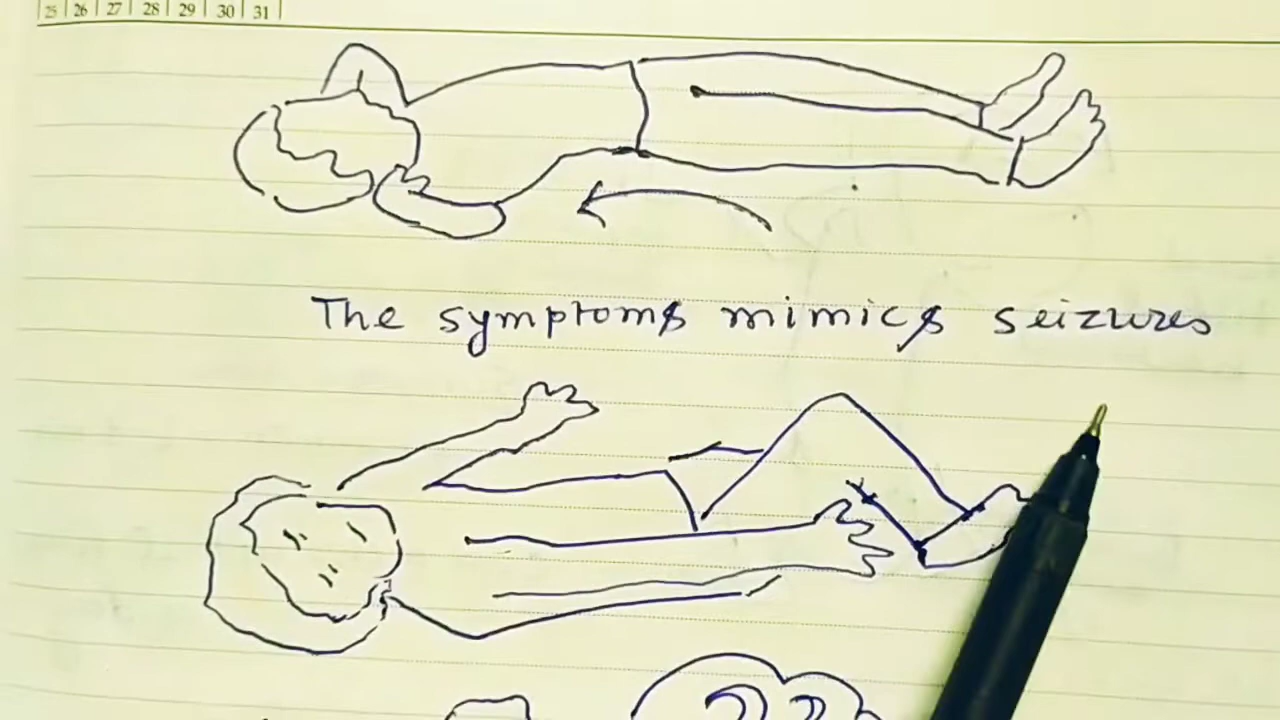 25 | 26 | 27 | 28 | 29 | 30 | 31
The symptoms mimics seizures